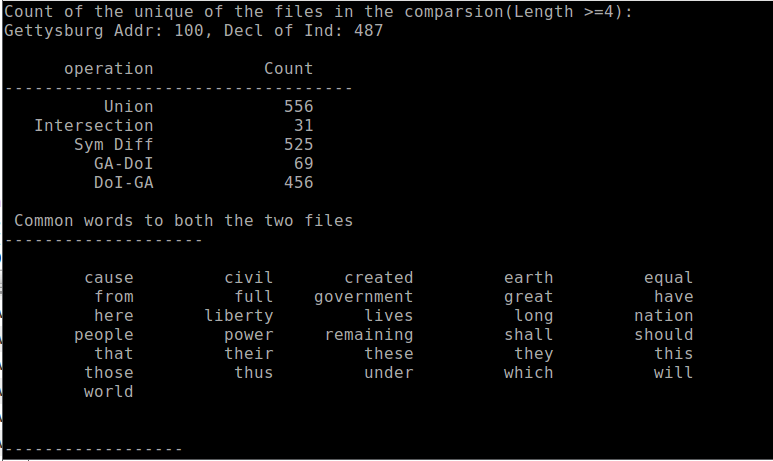 Count of the unique of the files in the comparsion(Length >=4):
Gettysburg Addr: 100, Decl of Ind: 487
operation Count
-----------------------------------
Union 556
Intersection 31
Sym Diff 525
GA-DoI 69
DoI-GA 456
Common words to both the two files
--------------------
cause civil created earth equal
from full government great have
here liberty lives long nation
people power remaining shall should
that their these they this
those thus under which will
world
------------------